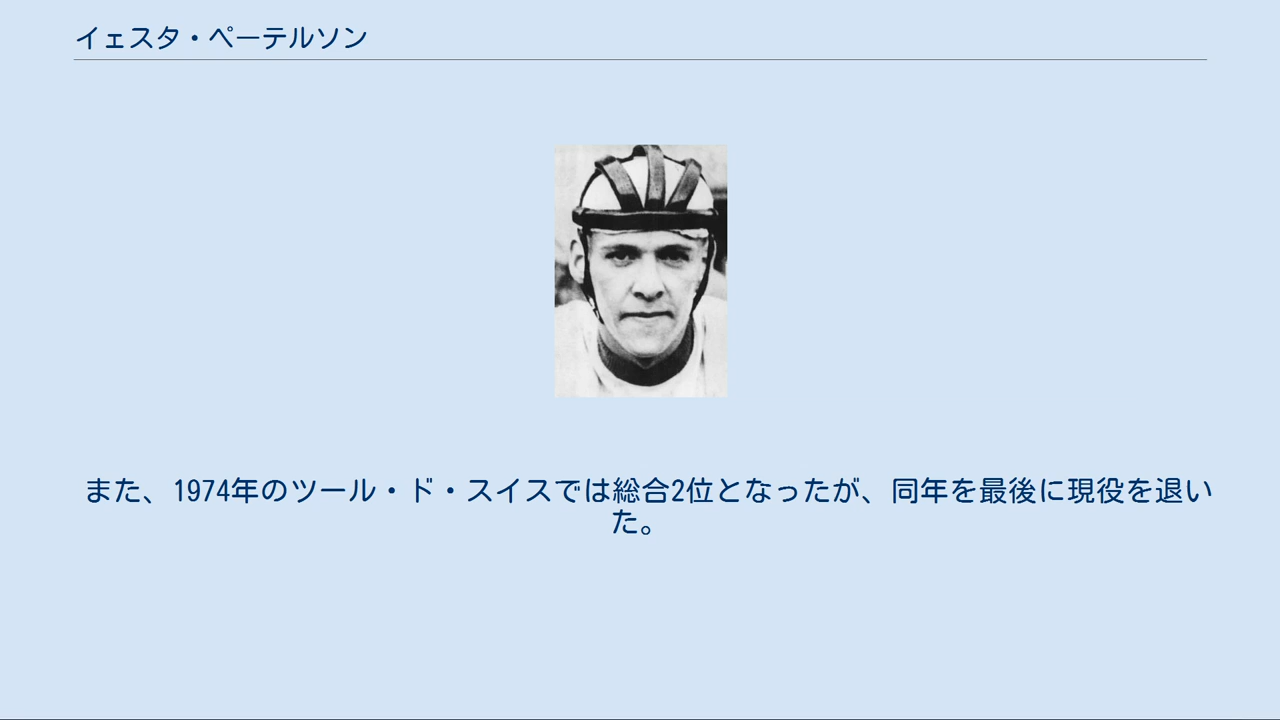 イェスタ・ペーテルソン
また、1974年のツール・ド・スイスでは総合2位となったが、同年を最後に現役を退い
た。